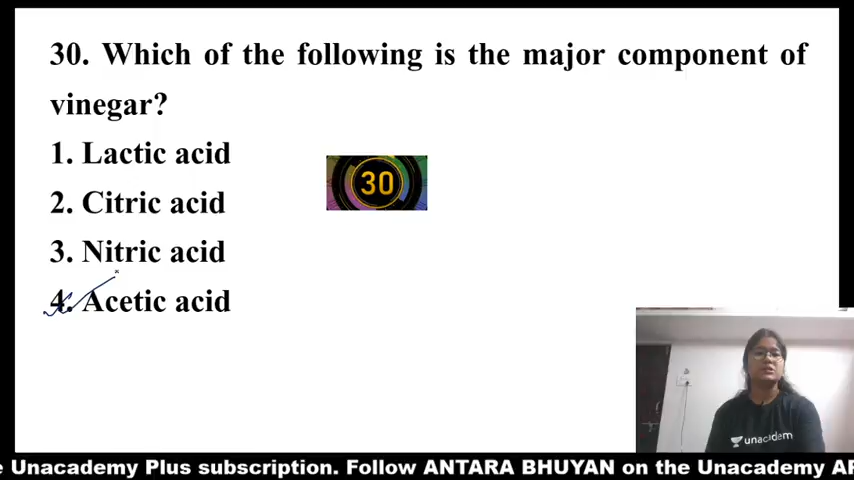 30. Which of the following is the major component of
vinegar?
1. Lactic acid
2. Citric acid
3. Nitric acid
4. Acetic acid
30
unacademy
Unacademy Plus subscription. Follow ANTARA BHUYAN on the Unacademy